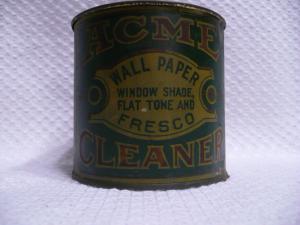 ACME
WALL PAPER
WINDOW SHADE,
FLAT TONE AND
FRESCO
CLEANER